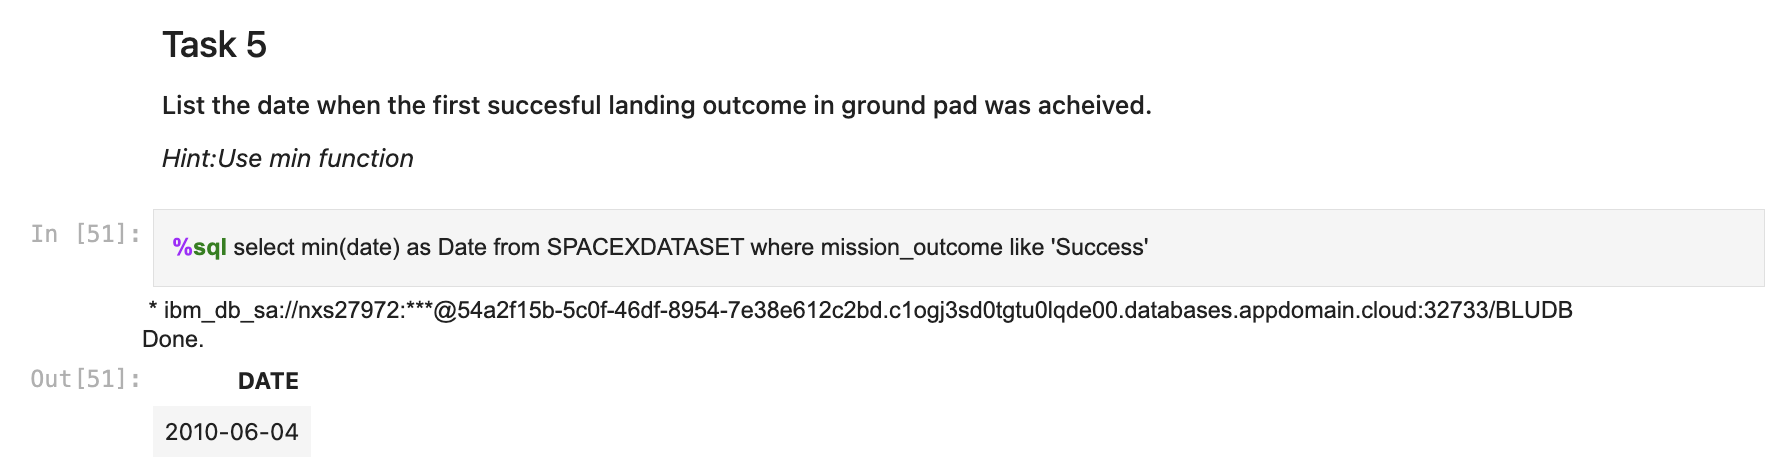 Task 5
List the date when the first succesful landing outcome in ground pad was acheived.
Hint:Use min function
In [51]:
%sql select min(date) as Date from SPACEXDATASET where mission_outcome like 'Success'
* ibm_db_sa://nxs27972:***@54a2f15b-5c0f-46df-8954-7e38e612c2bd.c1ogj3sd0tgtu0lqde00.databases.appdomain.cloud:32733/BLUDB
Done.
Out[51]:
DATE
2010-06-04